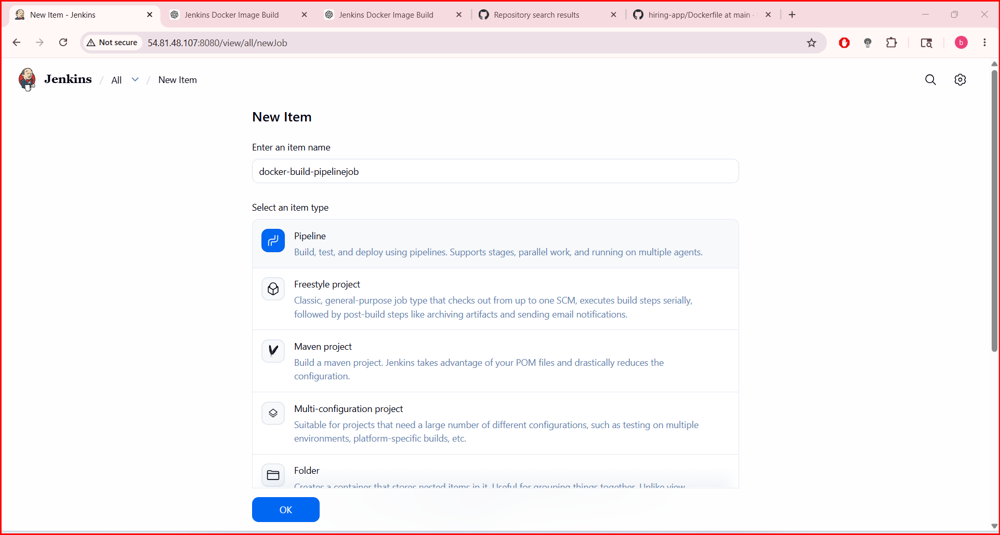 New Item - Jenkins
Jenkins Docker Image Build
Jenkins Docker Image Build
Repository search results
hiring-app/Dockerfile at main ·
Not secure
54.81.48.107:8080/view/all/newJob
b
Jenkins / All / New Item
New Item
Enter an item name
docker-build-pipelinejob
Select an item type
Pipeline
Build, test, and deploy using pipelines. Supports stages, parallel work, and running on multiple agents.
Freestyle project
Classic, general-purpose job type that checks out from up to one SCM, executes build steps serially,
followed by post-build steps like archiving artifacts and sending email notifications.
Maven project
Build a maven project. Jenkins takes advantage of your POM files and drastically reduces the
configuration.
Multi-configuration project
Suitable for projects that need a large number of different configurations, such as testing on multiple
environments, platform-specific builds, etc.
Folder
Creates a container that stores nested items in it. Useful for grouping things together. Unlike view,
OK